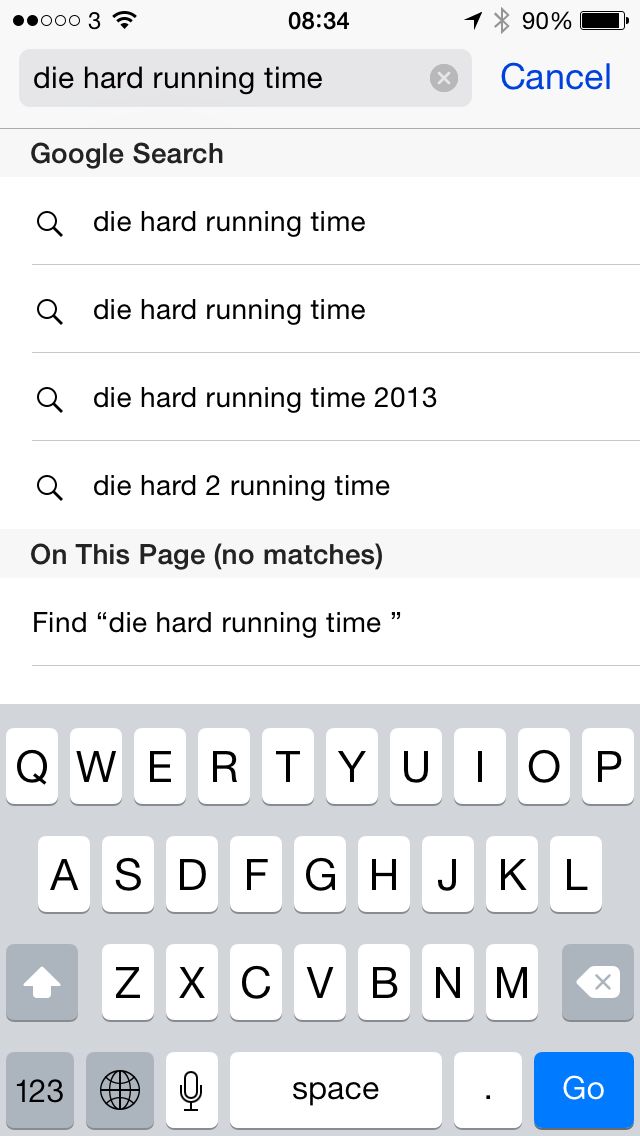 3 08:34 90%
die hard running time Cancel
Google Search
die hard running time
die hard running time
die hard running time 2013
die hard 2 running time
On This Page (no matches)
Find “die hard running time ”
Q W E R T Y U I O P
A S D F G H J K L
Z X C V B N M
123 space . Go